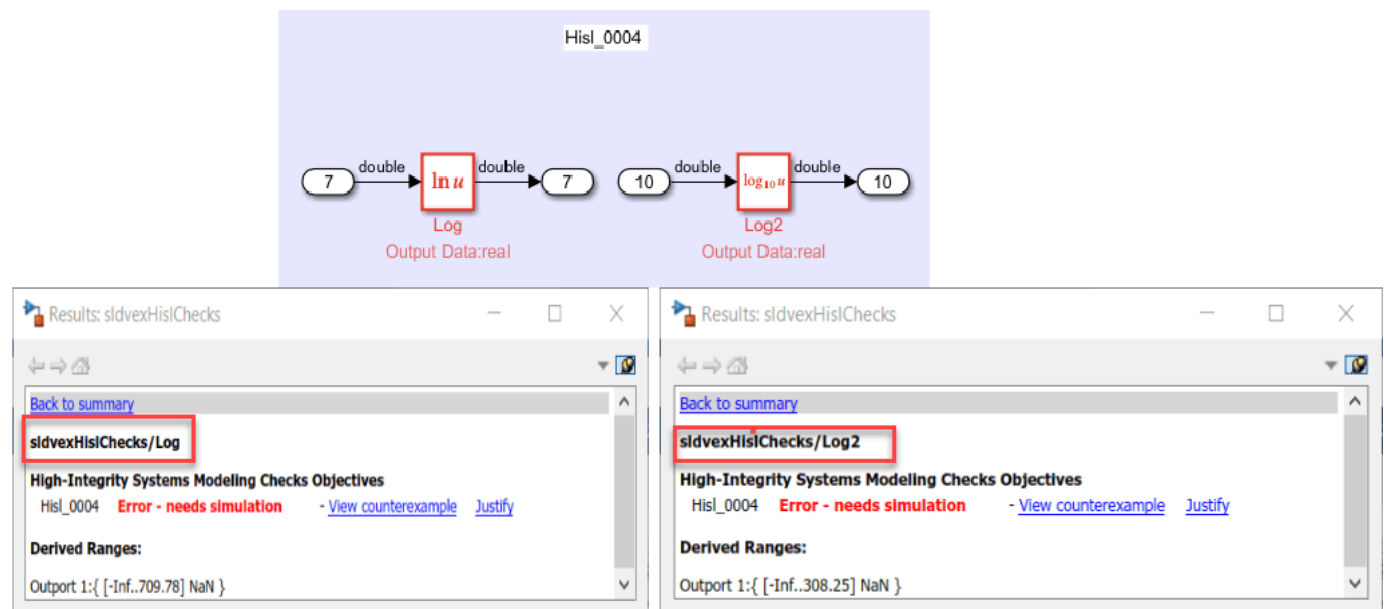 Hisl_0004
7
double
ln u
double
7
10
double
log₁₀ u
double
10
Log
Output Data:real
Log2
Output Data:real
Results: sldvexHislChecks
Back to summary
sldvexHislChecks/Log
High-Integrity Systems Modeling Checks Objectives
Hisl_0004 Error - needs simulation - View counterexample Justify
Derived Ranges:
Outport 1:{ [-Inf..709.78] NaN }
Results: sldvexHislChecks
Back to summary
sldvexHislChecks/Log2
High-Integrity Systems Modeling Checks Objectives
Hisl_0004 Error - needs simulation - View counterexample Justify
Derived Ranges:
Outport 1:{ [-Inf..308.25] NaN }